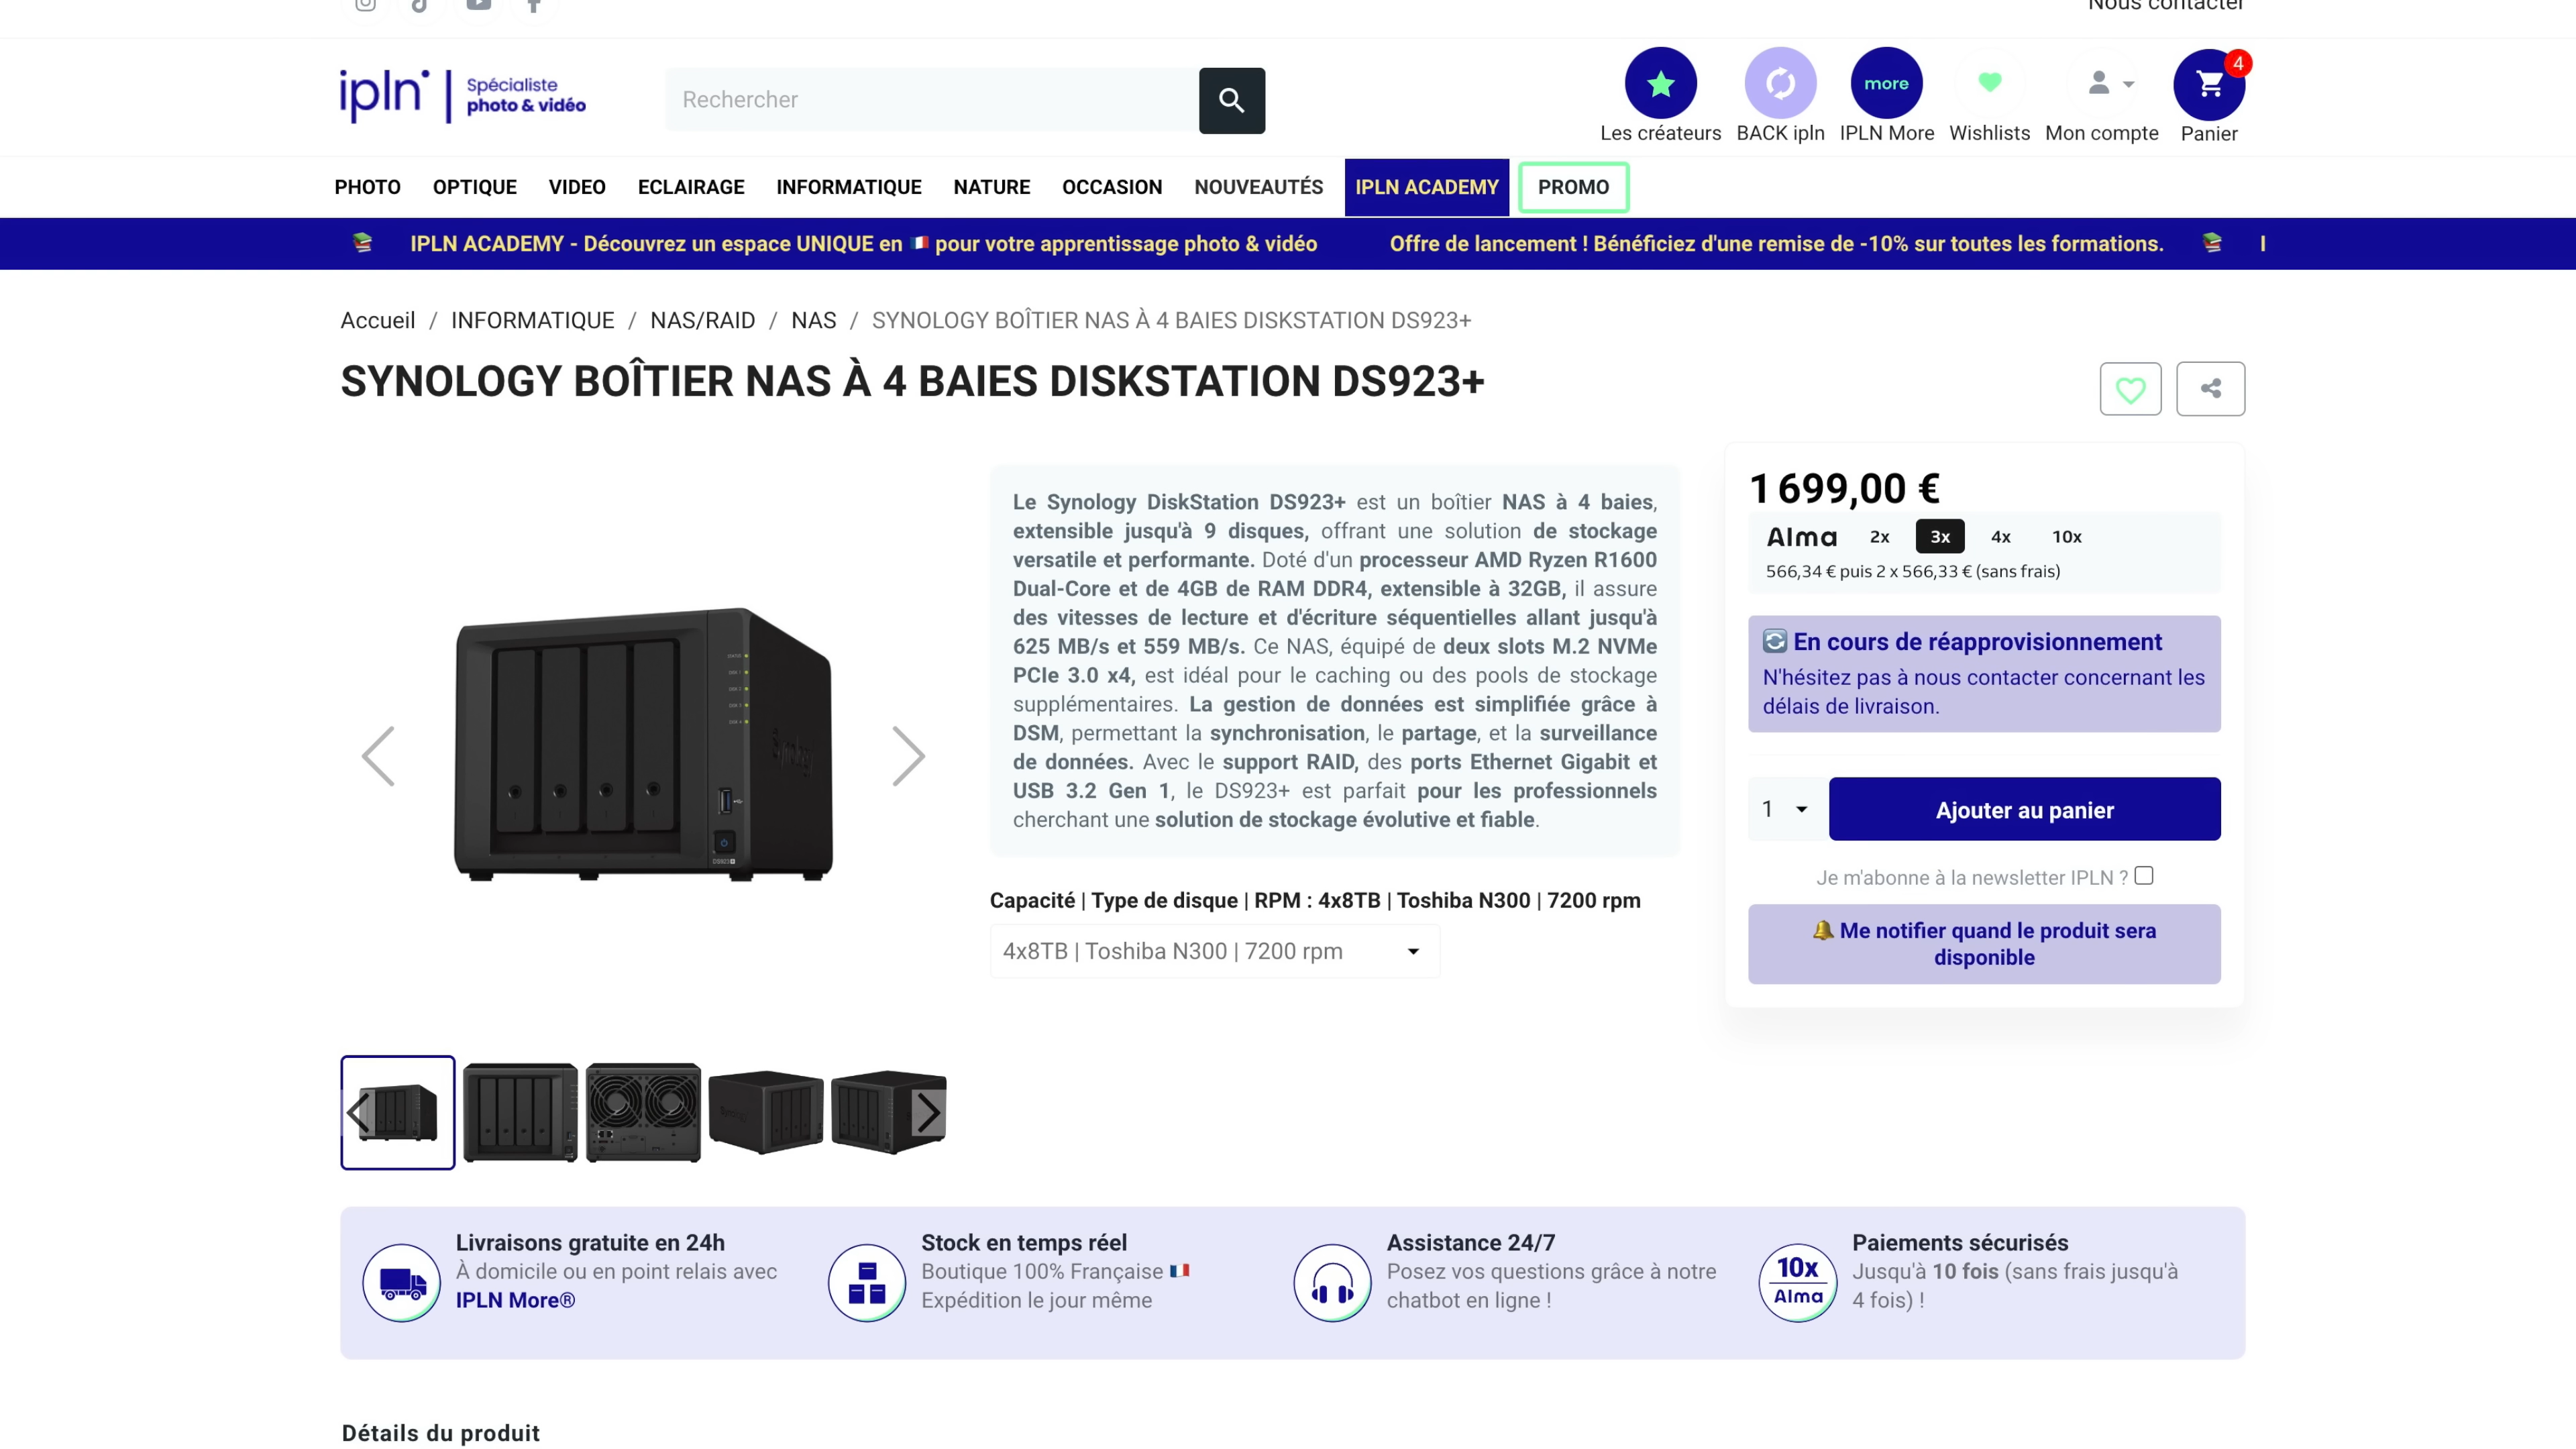 Nous contacter
ipln
Spécialiste
photo & vidéo
Rechercher
more
4
Les créateurs
BACK ipln
IPLN More
Wishlists
Mon compte
Panier
PHOTO
OPTIQUE
VIDEO
ECLAIRAGE
INFORMATIQUE
NATURE
OCCASION
NOUVEAUTÉS
IPLN ACADEMY
PROMO
IPLN ACADEMY - Découvrez un espace UNIQUE en 🇫🇷 pour votre apprentissage photo & vidéo
Offre de lancement ! Bénéficiez d'une remise de -10% sur toutes les formations.
Accueil / INFORMATIQUE / NAS/RAID / NAS / SYNOLOGY BOÎTIER NAS À 4 BAIES DISKSTATION DS923+
SYNOLOGY BOÎTIER NAS À 4 BAIES DISKSTATION DS923+
Le Synology DiskStation DS923+ est un boîtier NAS à 4 baies,
extensible jusqu'à 9 disques, offrant une solution de stockage
versatile et performante. Doté d'un processeur AMD Ryzen R1600
Dual-Core et de 4GB de RAM DDR4, extensible à 32GB, il assure
des vitesses de lecture et d'écriture séquentielles allant jusqu'à
625 MB/s et 559 MB/s. Ce NAS, équipé de deux slots M.2 NVMe
PCIe 3.0 x4, est idéal pour le caching ou des pools de stockage
supplémentaires. La gestion de données est simplifiée grâce à
DSM, permettant la synchronisation, le partage, et la surveillance
de données. Avec le support RAID, des ports Ethernet Gigabit et
USB 3.2 Gen 1, le DS923+ est parfait pour les professionnels
cherchant une solution de stockage évolutive et fiable.
Capacité | Type de disque | RPM : 4x8TB | Toshiba N300 | 7200 rpm
4x8TB | Toshiba N300 | 7200 rpm
1 699,00 €
Alma 2x 3x 4x 10x
566,34 € puis 2 x 566,33 € (sans frais)
En cours de réapprovisionnement
N'hésitez pas à nous contacter concernant les
délais de livraison.
1
Ajouter au panier
Je m'abonne à la newsletter IPLN ?
Me notifier quand le produit sera
disponible
Livraisons gratuite en 24h
À domicile ou en point relais avec
IPLN More®
Stock en temps réel
Boutique 100% Française 🇫🇷
Expédition le jour même
Assistance 24/7
Posez vos questions grâce à notre
chatbot en ligne !
10x
Alma
Paiements sécurisés
Jusqu'à 10 fois (sans frais jusqu'à
4 fois) !
Détails du produit